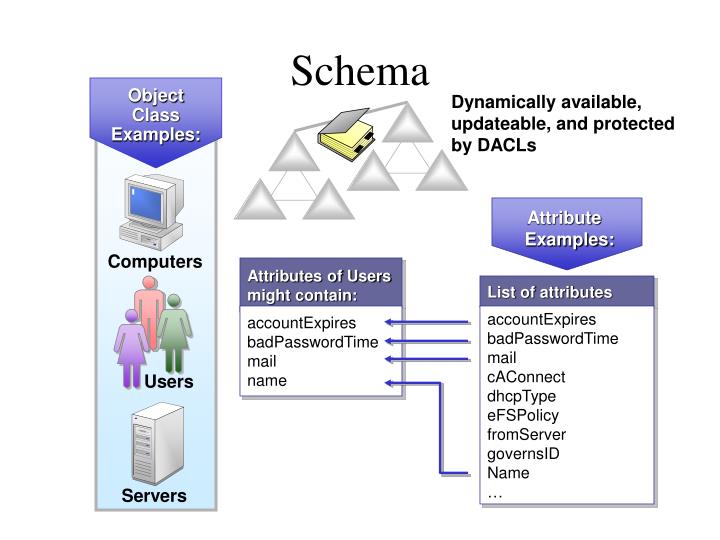 Schema
Object
Class
Examples:
Computers
Users
Servers
Dynamically available,
updateable, and protected
by DACLs
Attributes of Users
might contain:
accountExpires
badPasswordTime
mail
name
Attribute
Examples:
List of attributes
accountExpires
badPasswordTime
mail
cAConnect
dhcpType
eFSPolicy
fromServer
governsID
Name
…